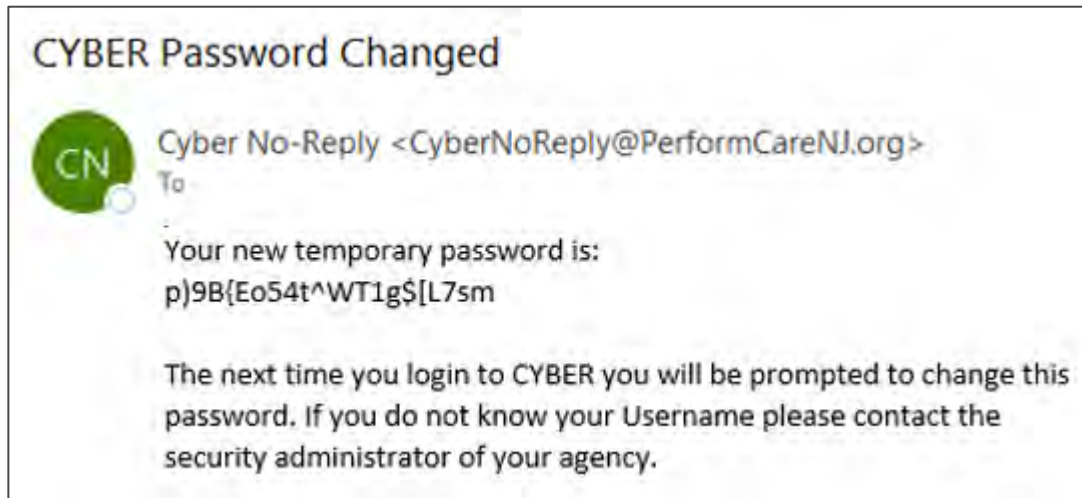 CYBER Password Changed
CN
Cyber No-Reply <CyberNoReply@PerformCareNJ.org>
To
Your new temporary password is:
p)9B{Eo54t^WT1g$[L7sm
The next time you login to CYBER you will be prompted to change this
password. If you do not know your Username please contact the
security administrator of your agency.